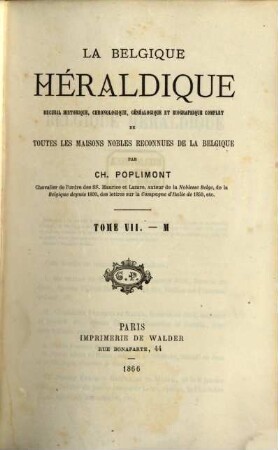 LA BELGIQUE
HÉRALDIQUE
RECUEIL HISTORIQUE, CHRONOLOGIQUE, GÉNÉALOGIQUE ET BIOGRAPHIQUE COMPLET
DE
TOUTES LES MAISONS NOBLES RECONNUES DE LA BELGIQUE
PAR
CH. POPLIMONT
Chevalier de l'ordre des SS. Maurice et Lazare, auteur de la Noblesse Belge, de la
Belgique depuis 1830, des lettres sur la Campagne d'Italie de 1859, etc.
TOME VII. — M
G. P.
PARIS
IMPRIMERIE DE WALDER
RUE BONAPARTE, 44
1866